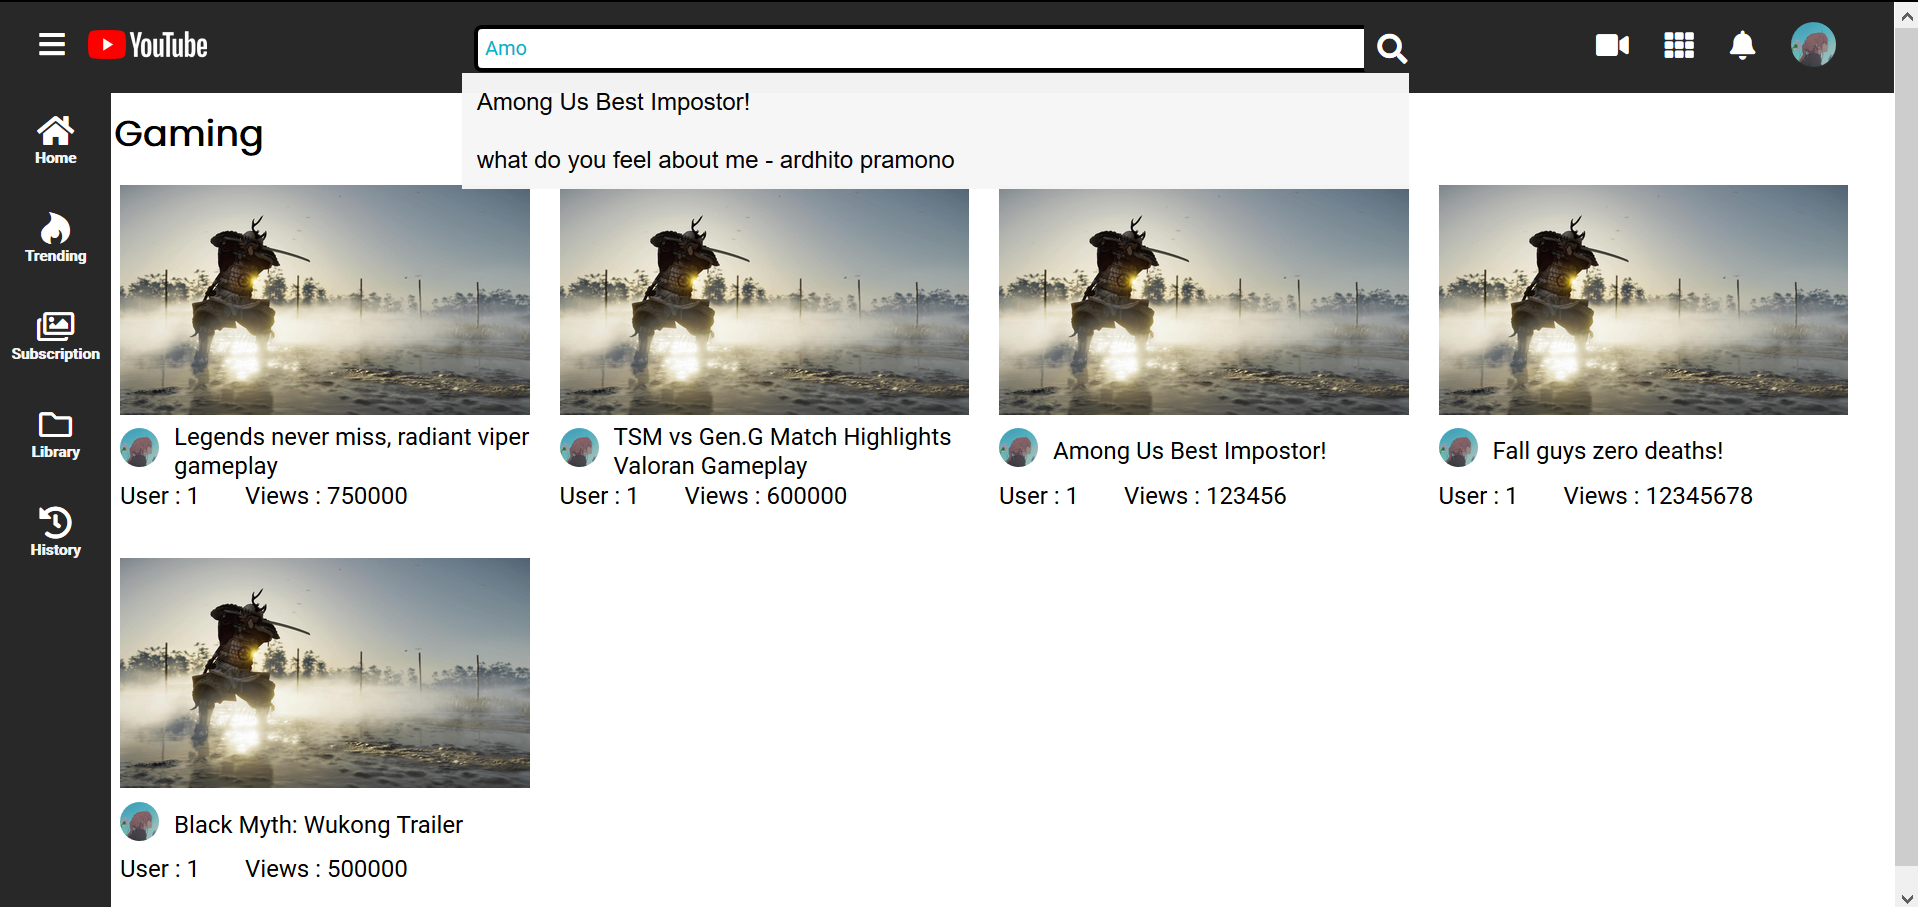 YouTube
Amo
Among Us Best Impostor!
what do you feel about me - ardhito pramono
Gaming
Home
Trending
Subscription
Library
History
Legends never miss, radiant viper
gameplay
User : 1 Views : 750000
TSM vs Gen.G Match Highlights
Valoran Gameplay
User : 1 Views : 600000
Among Us Best Impostor!
User : 1 Views : 123456
Fall guys zero deaths!
User : 1 Views : 12345678
Black Myth: Wukong Trailer
User : 1 Views : 500000